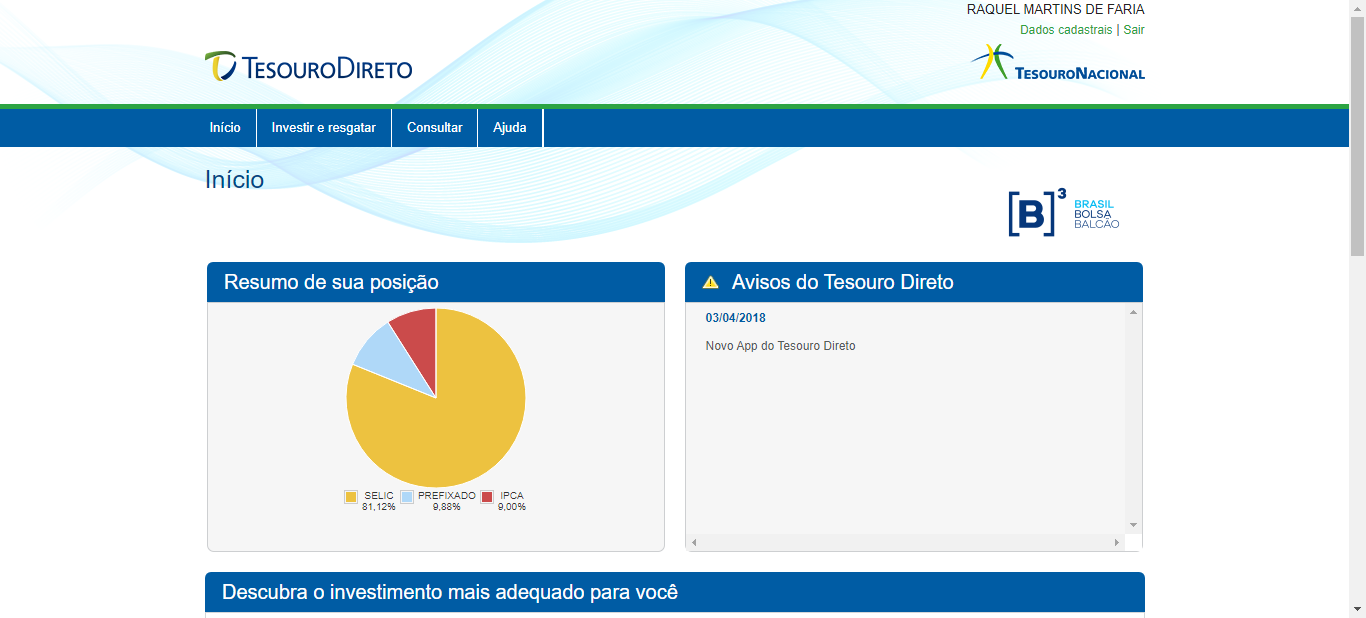 RAQUEL MARTINS DE FARIA
Dados cadastrais | Sair
TESOURODIRETO
TESOURONACIONAL
Início
Investir e resgatar
Consultar
Ajuda
Início
[B]³ BRASIL
BOLSA
BALCÃO
Resumo de sua posição
SELIC
81,12%
PREFIXADO
9,88%
IPCA
9,00%
Avisos do Tesouro Direto
03/04/2018
Novo App do Tesouro Direto
Descubra o investimento mais adequado para você